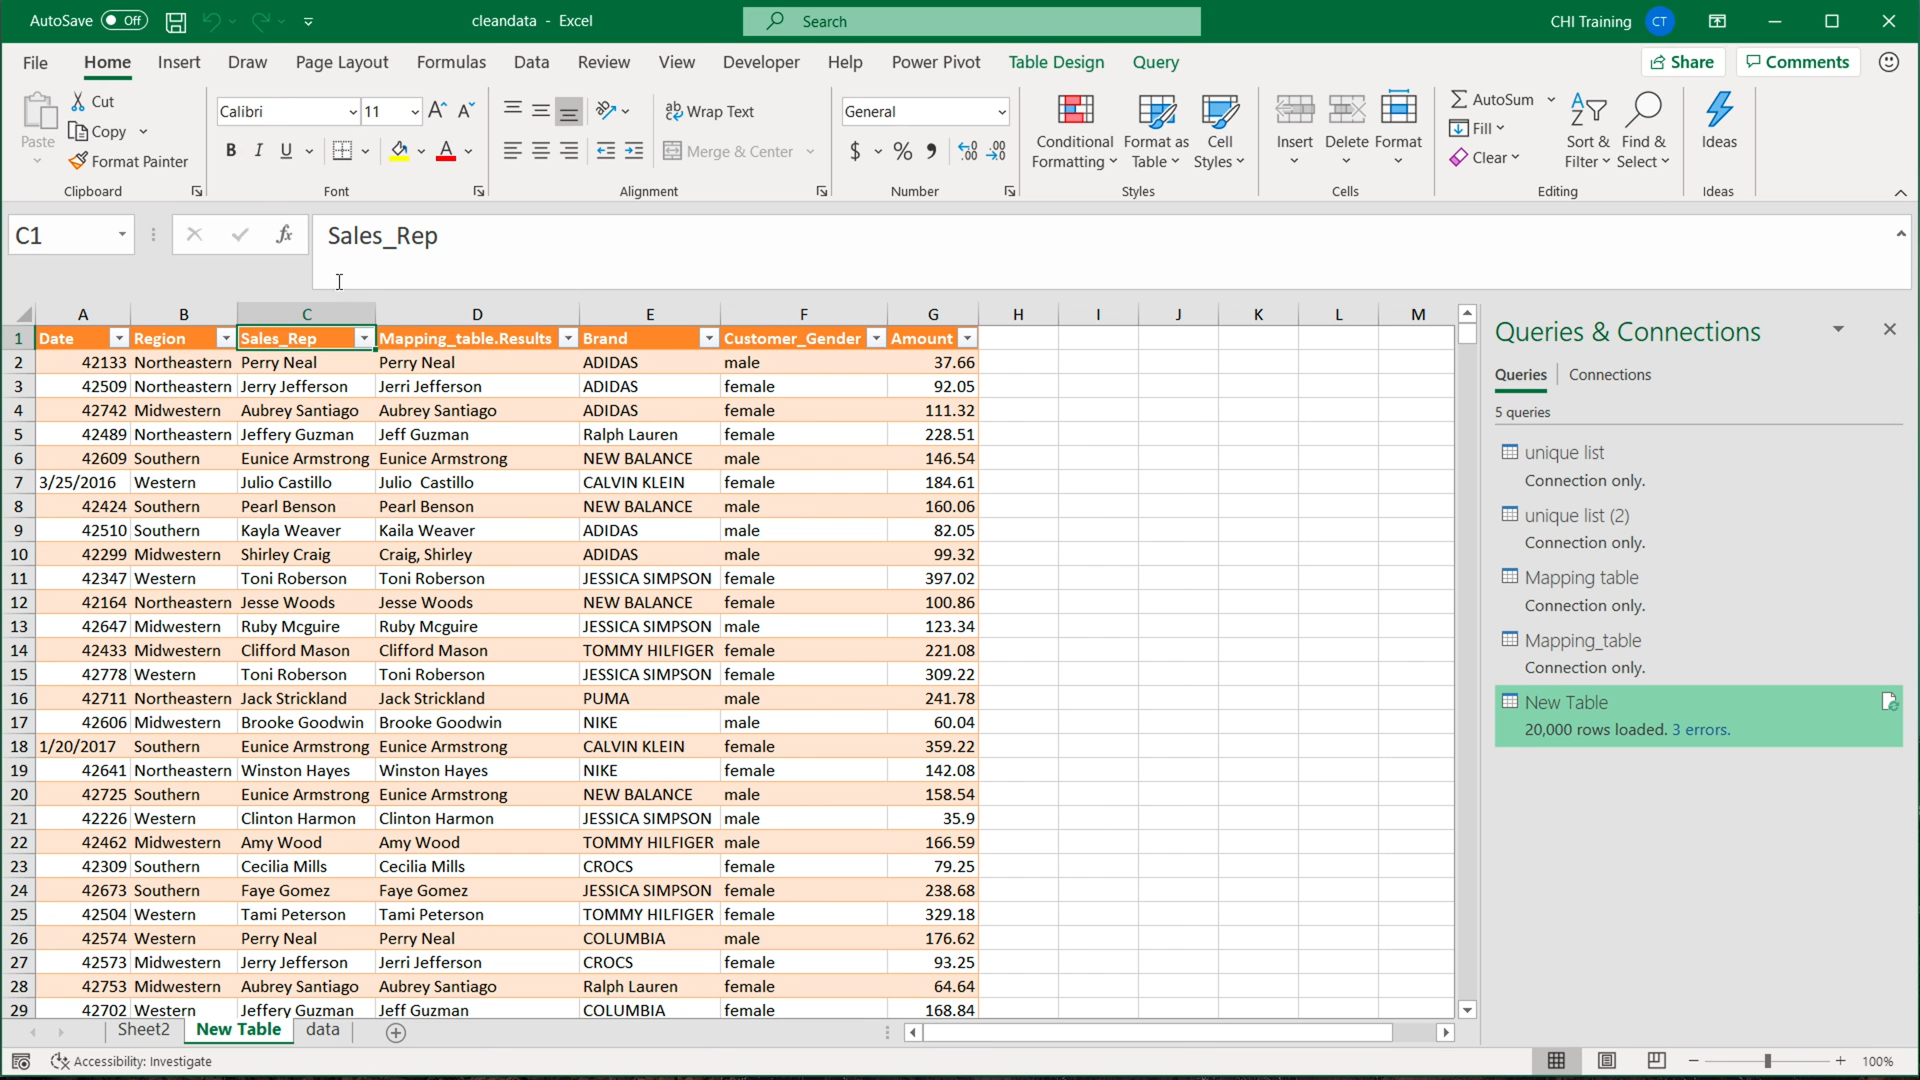 AutoSave Off cleandata - Excel Search CHI Training CT
File Home Insert Draw Page Layout Formulas Data Review View Developer Help Power Pivot Table Design Query Share Comments
Paste Cut Copy Format Painter Clipboard
Calibri 11 B I U A Font
ab Wrap Text Merge & Center Alignment
General $ % Number
Conditional Formatting Format as Table Cell Styles Styles
Insert Delete Format Cells
AutoSum Fill Clear Sort & Filter Find & Select Editing
Ideas Ideas
C1 fx Sales_Rep
A B C D E F G H I J K L M
1 Date Region Sales_Rep Mapping_table.Results Brand Customer_Gender Amount
2 42133 Northeastern Perry Neal Perry Neal ADIDAS male 37.66
3 42509 Northeastern Jerry Jefferson Jerri Jefferson ADIDAS female 92.05
4 42742 Midwestern Aubrey Santiago Aubrey Santiago ADIDAS female 111.32
5 42489 Northeastern Jeffery Guzman Jeff Guzman Ralph Lauren female 228.51
6 42609 Southern Eunice Armstrong Eunice Armstrong NEW BALANCE male 146.54
7 3/25/2016 Western Julio Castillo Julio  Castillo CALVIN KLEIN female 184.61
8 42424 Southern Pearl Benson Pearl Benson NEW BALANCE male 160.06
9 42510 Southern Kayla Weaver Kaila Weaver ADIDAS male 82.05
10 42299 Midwestern Shirley Craig Craig, Shirley ADIDAS male 99.32
11 42347 Western Toni Roberson Toni Roberson JESSICA SIMPSON female 397.02
12 42164 Northeastern Jesse Woods Jesse Woods NEW BALANCE female 100.86
13 42647 Midwestern Ruby Mcguire Ruby Mcguire JESSICA SIMPSON male 123.34
14 42433 Midwestern Clifford Mason Clifford Mason TOMMY HILFIGER female 221.08
15 42778 Western Toni Roberson Toni Roberson JESSICA SIMPSON female 309.22
16 42711 Northeastern Jack Strickland Jack Strickland PUMA male 241.78
17 42606 Midwestern Brooke Goodwin Brooke Goodwin NIKE male 60.04
18 1/20/2017 Southern Eunice Armstrong Eunice Armstrong CALVIN KLEIN female 359.22
19 42641 Northeastern Winston Hayes Winston Hayes NIKE female 142.08
20 42725 Southern Eunice Armstrong Eunice Armstrong NEW BALANCE male 158.54
21 42226 Western Clinton Harmon Clinton Harmon JESSICA SIMPSON male 35.9
22 42462 Midwestern Amy Wood Amy Wood TOMMY HILFIGER male 166.59
23 42309 Southern Cecilia Mills Cecilia Mills CROCS female 79.25
24 42673 Southern Faye Gomez Faye Gomez JESSICA SIMPSON female 238.68
25 42504 Western Tami Peterson Tami Peterson TOMMY HILFIGER female 329.18
26 42574 Western Perry Neal Perry Neal COLUMBIA male 176.62
27 42573 Midwestern Jerry Jefferson Jerri Jefferson CROCS female 93.25
28 42753 Midwestern Aubrey Santiago Aubrey Santiago Ralph Lauren female 64.64
29 42702 Western Jeffery Guzman Jeff Guzman COLUMBIA female 168.84
Sheet2 New Table data
Accessibility: Investigate
Queries & Connections
Queries Connections
5 queries
unique list
Connection only.
unique list (2)
Connection only.
Mapping table
Connection only.
Mapping_table
Connection only.
New Table
20,000 rows loaded. 3 errors.
100%